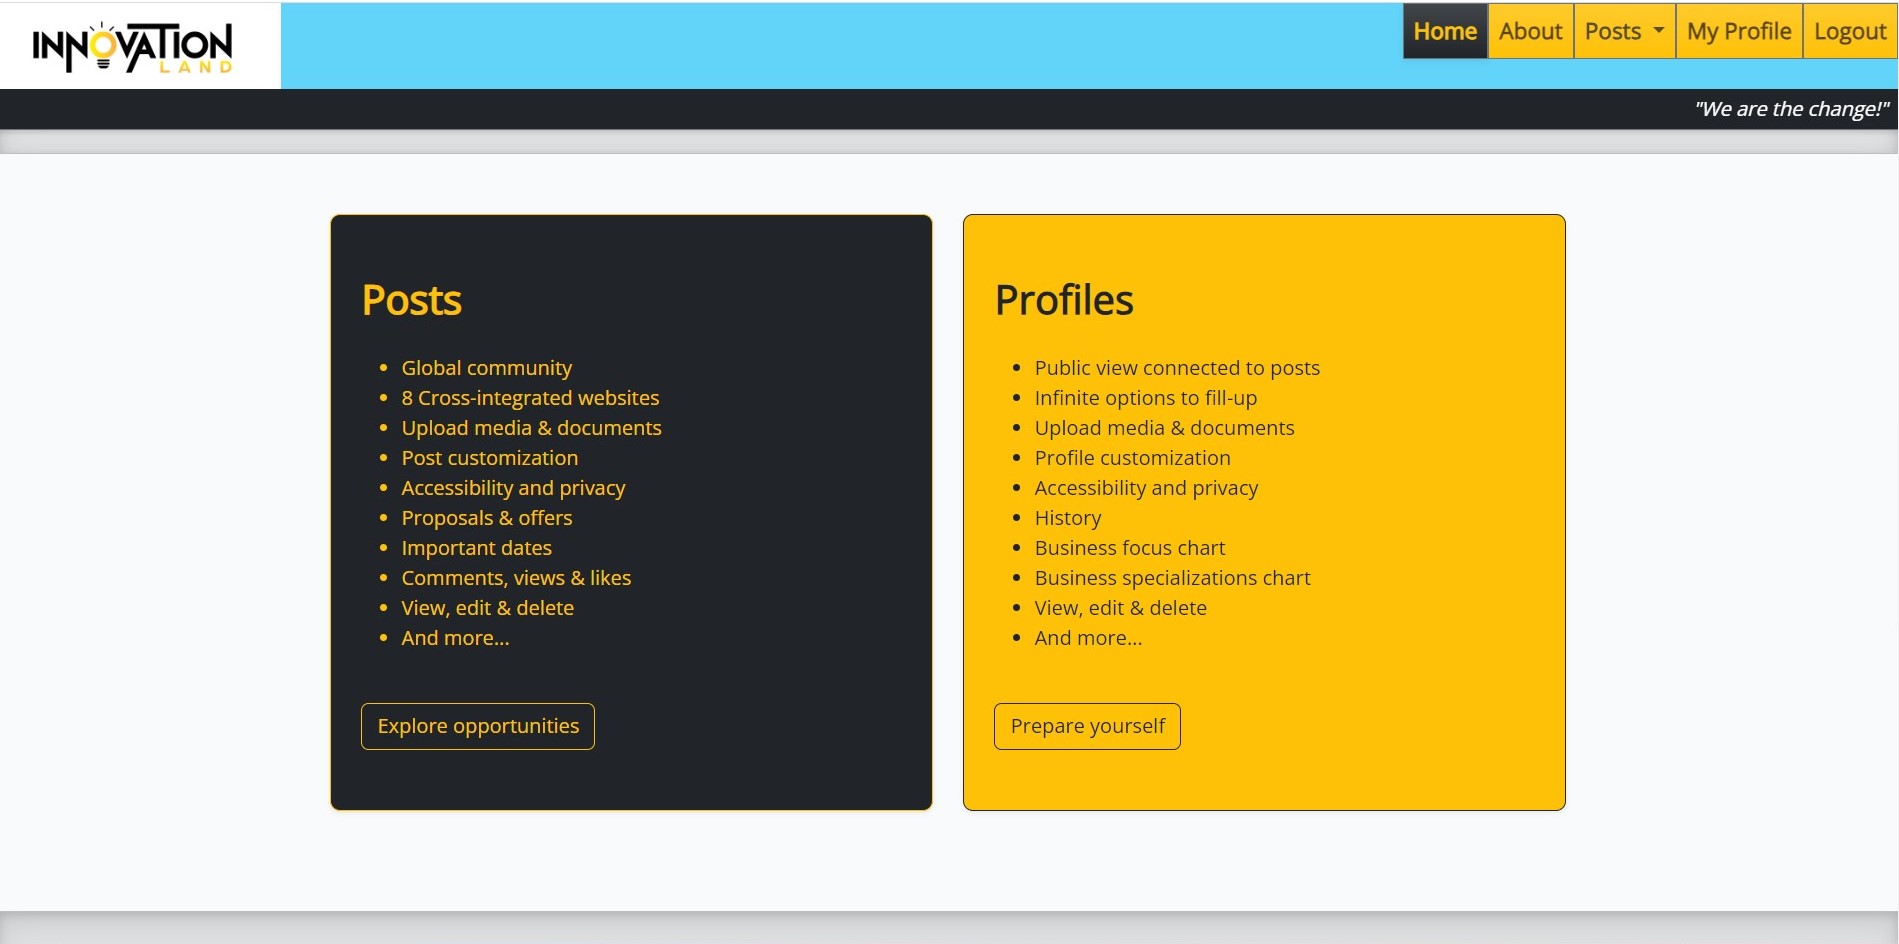 INNOVATION
LAND
Home About Posts My Profile Logout
"We are the change!"
Posts
Global community
8 Cross-integrated websites
Upload media & documents
Post customization
Accessibility and privacy
Proposals & offers
Important dates
Comments, views & likes
View, edit & delete
And more...
Explore opportunities
Profiles
Public view connected to posts
Infinite options to fill-up
Upload media & documents
Profile customization
Accessibility and privacy
History
Business focus chart
Business specializations chart
View, edit & delete
And more...
Prepare yourself